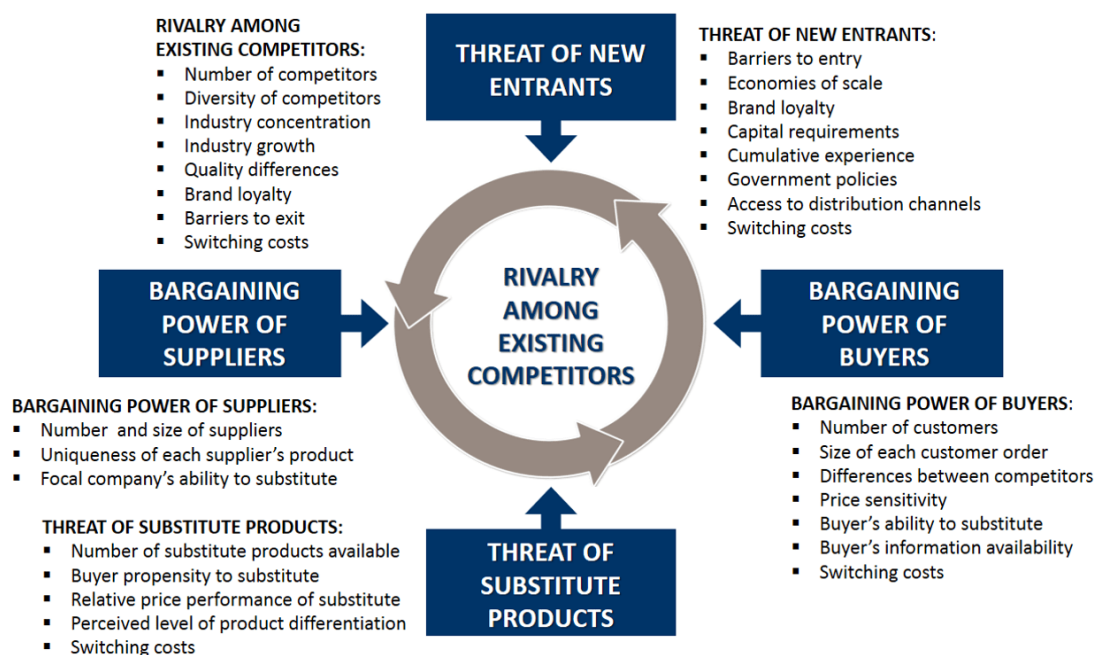 RIVALRY AMONG
EXISTING COMPETITORS:
▪ Number of competitors
▪ Diversity of competitors
▪ Industry concentration
▪ Industry growth
▪ Quality differences
▪ Brand loyalty
▪ Barriers to exit
▪ Switching costs
THREAT OF NEW
ENTRANTS
THREAT OF NEW ENTRANTS:
▪ Barriers to entry
▪ Economies of scale
▪ Brand loyalty
▪ Capital requirements
▪ Cumulative experience
▪ Government policies
▪ Access to distribution channels
▪ Switching costs
BARGAINING
POWER OF
SUPPLIERS
RIVALRY
AMONG
EXISTING
COMPETITORS
BARGAINING
POWER OF
BUYERS
BARGAINING POWER OF SUPPLIERS:
▪ Number and size of suppliers
▪ Uniqueness of each supplier's product
▪ Focal company's ability to substitute
BARGAINING POWER OF BUYERS:
▪ Number of customers
▪ Size of each customer order
▪ Differences between competitors
▪ Price sensitivity
▪ Buyer's ability to substitute
▪ Buyer's information availability
▪ Switching costs
THREAT OF SUBSTITUTE PRODUCTS:
▪ Number of substitute products available
▪ Buyer propensity to substitute
▪ Relative price performance of substitute
▪ Perceived level of product differentiation
▪ Switching costs
THREAT OF
SUBSTITUTE
PRODUCTS